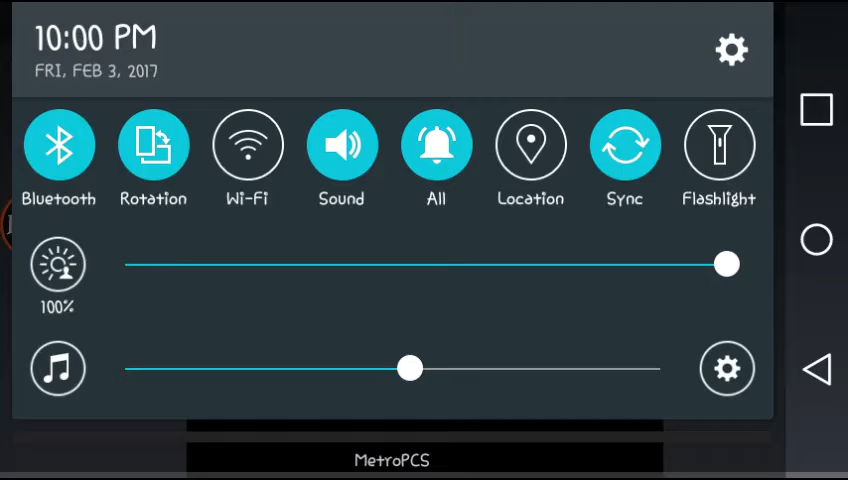 10:00 PM
FRI, FEB 3, 2017
Bluetooth Rotation Wi-Fi Sound All Location Sync Flashlight
100%
MetroPCS